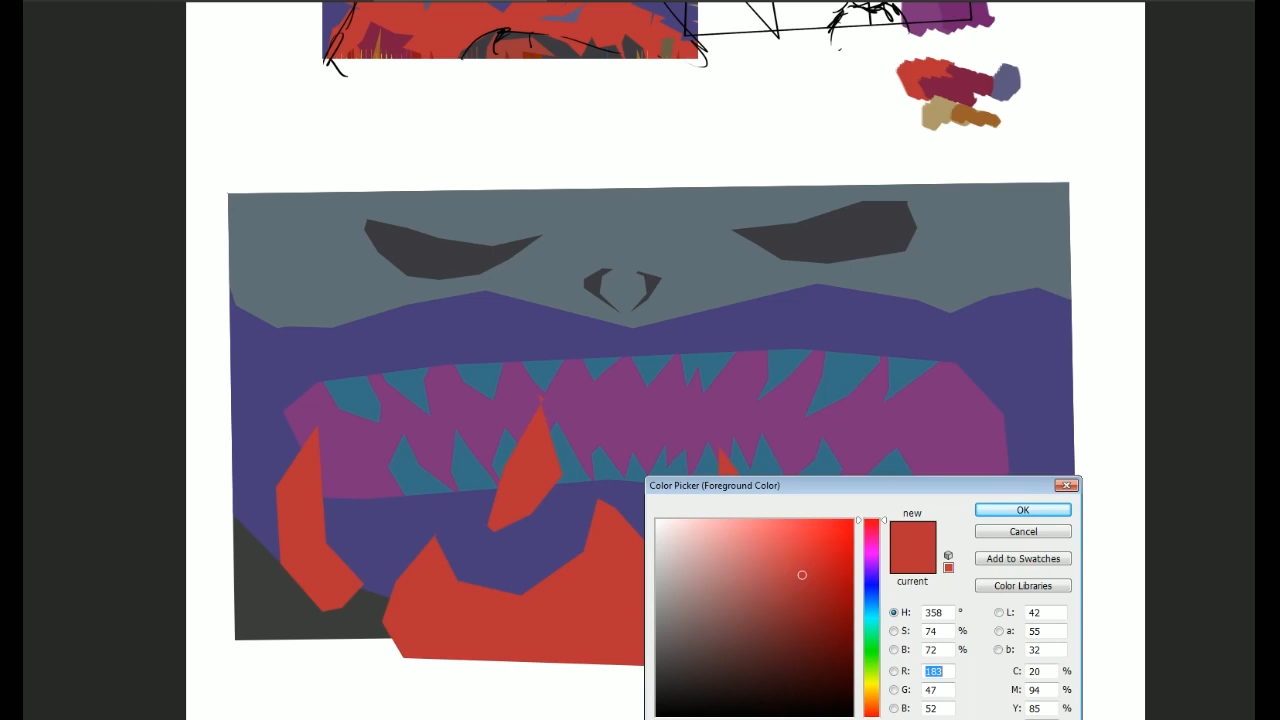 Color Picker (Foreground Color)
new
OK
Cancel
Add to Swatches
current
Color Libraries
H: 358 °
L: 42
S: 74 %
a: 55
B: 72 %
b: 32
R: 183
C: 20 %
G: 47
M: 94 %
B: 52
Y: 85 %